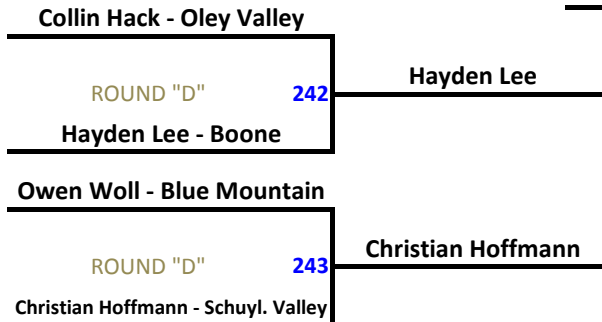 Collin Hack - Oley Valley
ROUND "D" 242
Hayden Lee
Hayden Lee - Boone
Owen Woll - Blue Mountain
ROUND "D" 243
Christian Hoffmann
Christian Hoffmann - Schuyl. Valley